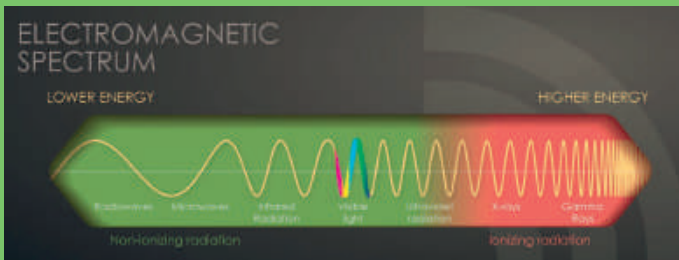 ELECTROMAGNETIC
SPECTRUM
LOWER ENERGY
HIGHER ENERGY
Radiowaves
Microwaves
Infrared
Radiation
Visible
light
Ultraviolet
Radiation
X-rays
Gamma
Rays
Non-ionizing radiation
Ionizing radiation